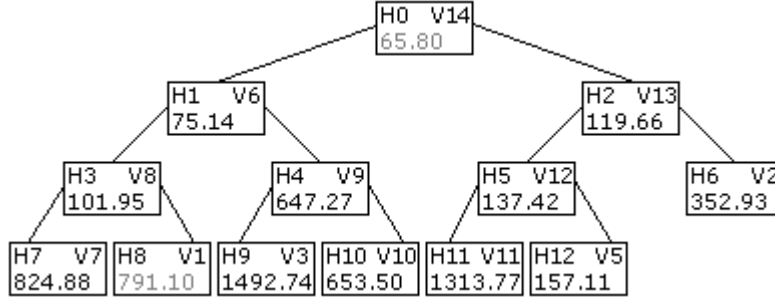 H0 V14
65.80
H1 V6
75.14
H2 V13
119.66
H3 V8
101.95
H4 V9
647.27
H5 V12
137.42
H6 V2
352.93
H7 V7
824.88
H8 V1
791.10
H9 V3
1492.74
H10 V10
653.50
H11 V11
1313.77
H12 V5
157.11